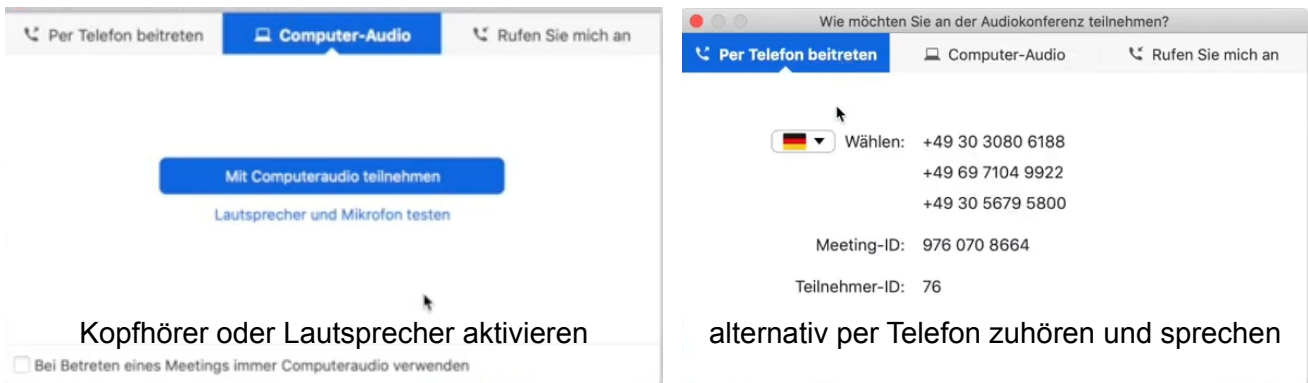 Per Telefon beitreten
Computer-Audio
Rufen Sie mich an
Mit Computeraudio teilnehmen
Lautsprecher und Mikrofon testen
Kopfhörer oder Lautsprecher aktivieren
Bei Betreten eines Meetings immer Computeraudio verwenden
Wie möchten Sie an der Audiokonferenz teilnehmen?
Per Telefon beitreten
Computer-Audio
Rufen Sie mich an
Wählen: +49 30 3080 6188
+49 69 7104 9922
+49 30 5679 5800
Meeting-ID: 976 070 8664
Teilnehmer-ID: 76
alternativ per Telefon zuhören und sprechen